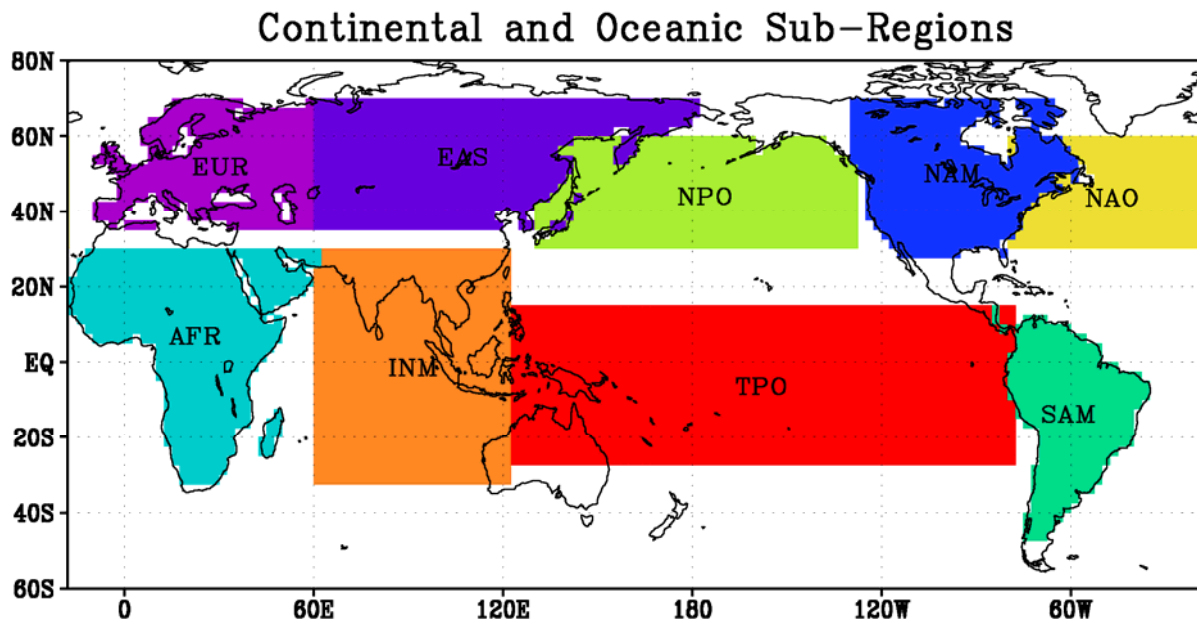 Continental and Oceanic Sub-Regions
80N
60N
40N
20N
EQ
20S
40S
60S
EUR
EAS
NPO
NAM
NAO
AFR
INM
TPO
SAM
0
60E
120E
180
120W
60W